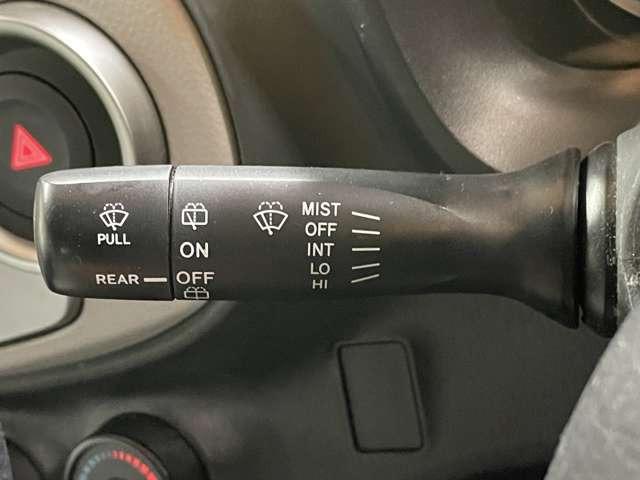 PULL
REAR
ON
OFF
MIST
OFF
INT
LO
HI